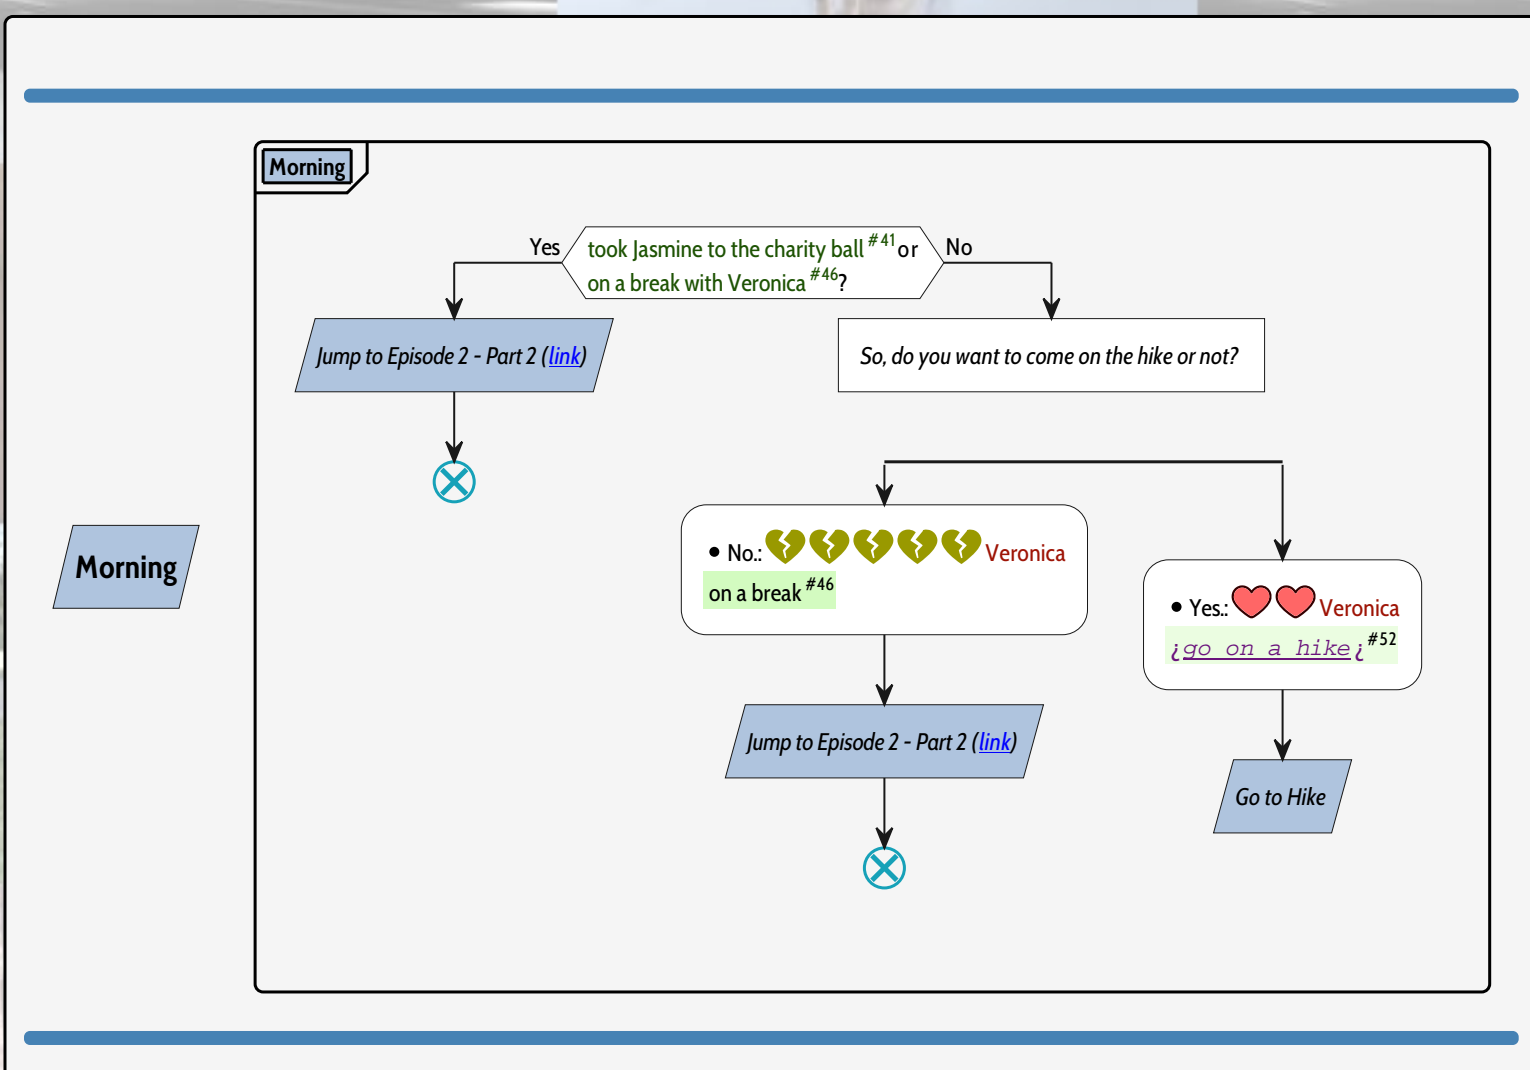 Morning
Yes
took Jasmine to the charity ball #41 or
on a break with Veronica #46?
No
Jump to Episode 2 - Part 2 (link)
So, do you want to come on the hike or not?
Morning
• No.: Veronica
on a break #46
• Yes.: Veronica
¿go on a hike¿ #52
Jump to Episode 2 - Part 2 (link)
Go to Hike